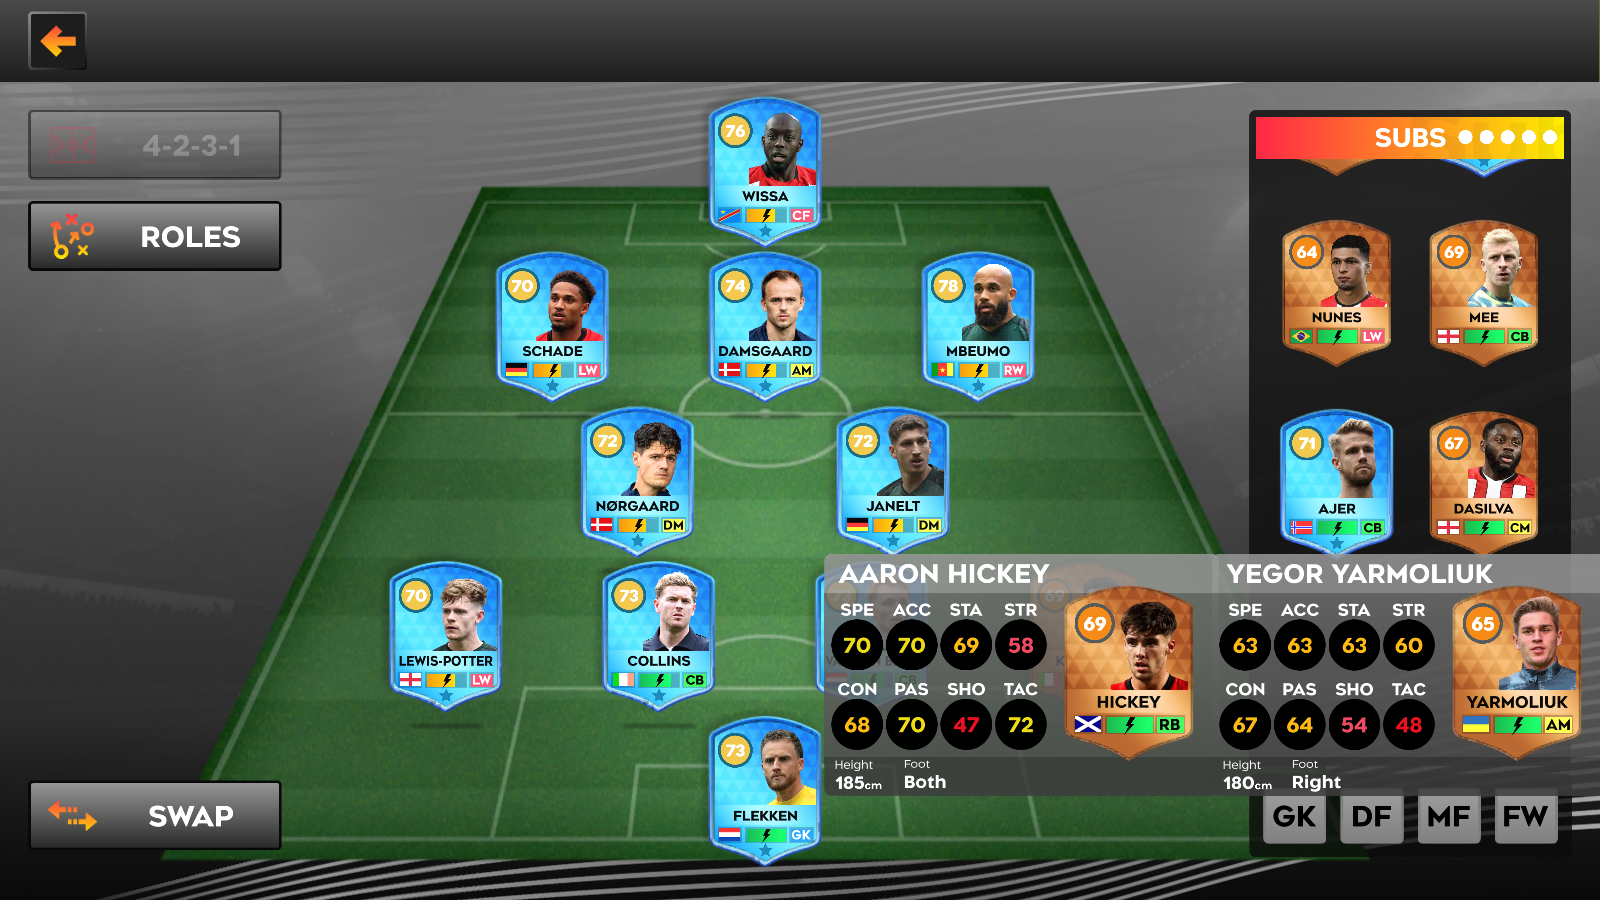 4-2-3-1
ROLES
SWAP
SUBS
76
WISSA
CF
70
SCHADE
LW
74
DAMSGAARD
AM
78
MBEUMO
RW
72
NØRGAARD
DM
72
JANELT
DM
70
LEWIS-POTTER
LW
73
COLLINS
CB
73
FLEKKEN
GK
64
NUNES
LW
69
MEE
CB
71
AJER
CB
67
DASILVA
CM
AARON HICKEY
SPE ACC STA STR
70 70 69 58
CON PAS SHO TAC
68 70 47 72
Height Foot
185cm Both
69
HICKEY
RB
YEGOR YARMOLIUK
SPE ACC STA STR
63 63 63 60
CON PAS SHO TAC
67 64 54 48
Height Foot
180cm Right
65
YARMOLIUK
AM
GK DF MF FW